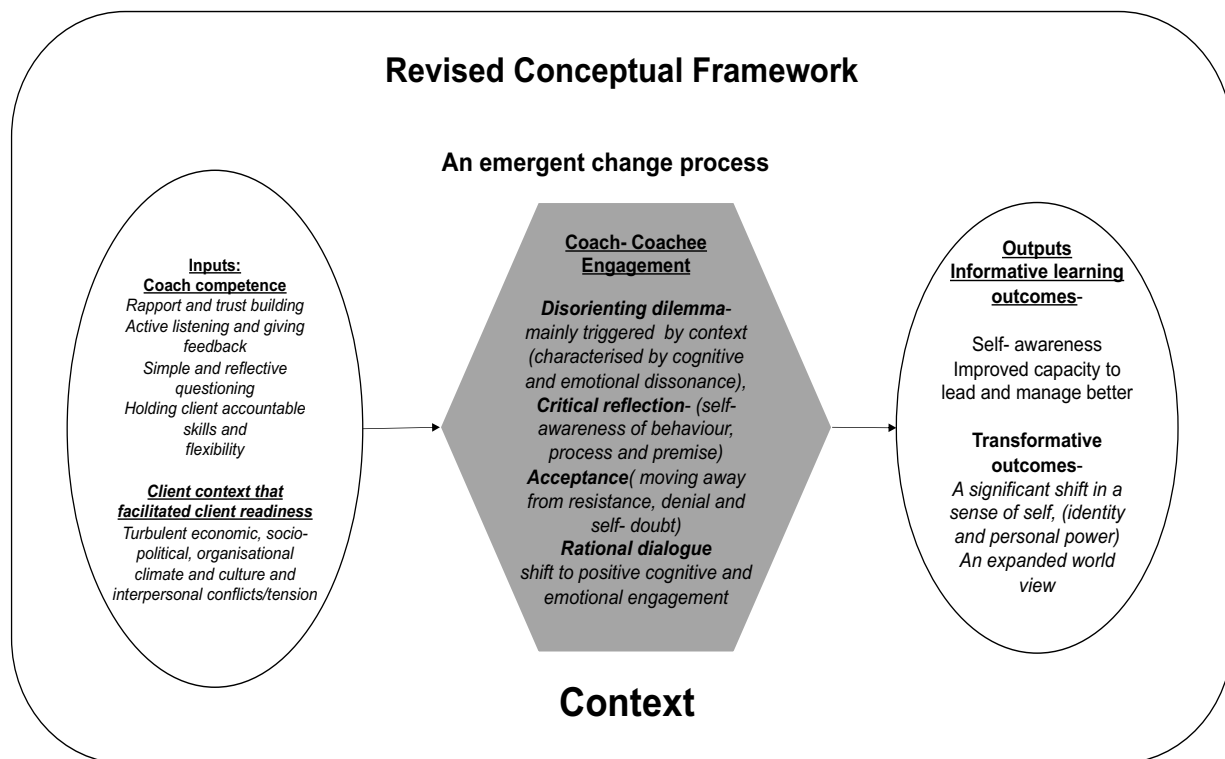 Revised Conceptual Framework
An emergent change process
Inputs:
Coach competence
Rapport and trust building
Active listening and giving
feedback
Simple and reflective
questioning
Holding client accountable
skills and
flexibility
Client context that
facilitated client readiness
Turbulent economic, socio-
political, organisational
climate and culture and
interpersonal conflicts/tension
Coach- Coachee
Engagement
Disorienting dilemma-
mainly triggered by context
(characterised by cognitive
and emotional dissonance),
Critical reflection- (self-
awareness of behaviour,
process and premise)
Acceptance( moving away
from resistance, denial and
self- doubt)
Rational dialogue
shift to positive cognitive and
emotional engagement
Outputs
Informative learning
outcomes-
Self- awareness
Improved capacity to
lead and manage better
Transformative
outcomes-
A significant shift in a
sense of self, (identity
and personal power)
An expanded world
view
Context